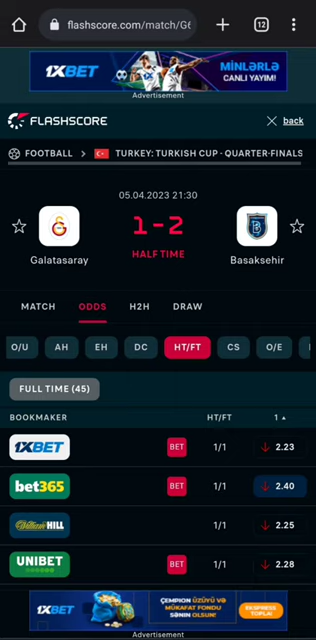 flashscore.com/match/G6
12
1XBET
MİNLƏRLƏ
CANLI YAYIM!
Advertisement
FLASHSCORE
back
FOOTBALL
TURKEY: TURKISH CUP - QUARTER-FINALS
05.04.2023 21:30
1-2
HALF TIME
Galatasaray
Basaksehir
MATCH ODDS H2H DRAW
O/U AH EH DC HT/FT CS O/E
FULL TIME (45)
BOOKMAKER HT/FT 1
1XBET BET 1/1 2.23
bet365 BET 1/1 2.40
William HILL 1/1 2.25
UNIBET BET 1/1 2.28
1XBET
ÇEMPION ÜZÜYÜ VƏ
MÜKAFAT FONDU
SƏNIN OLSUN!
EKSPRESS
TOPLA!
Advertisement